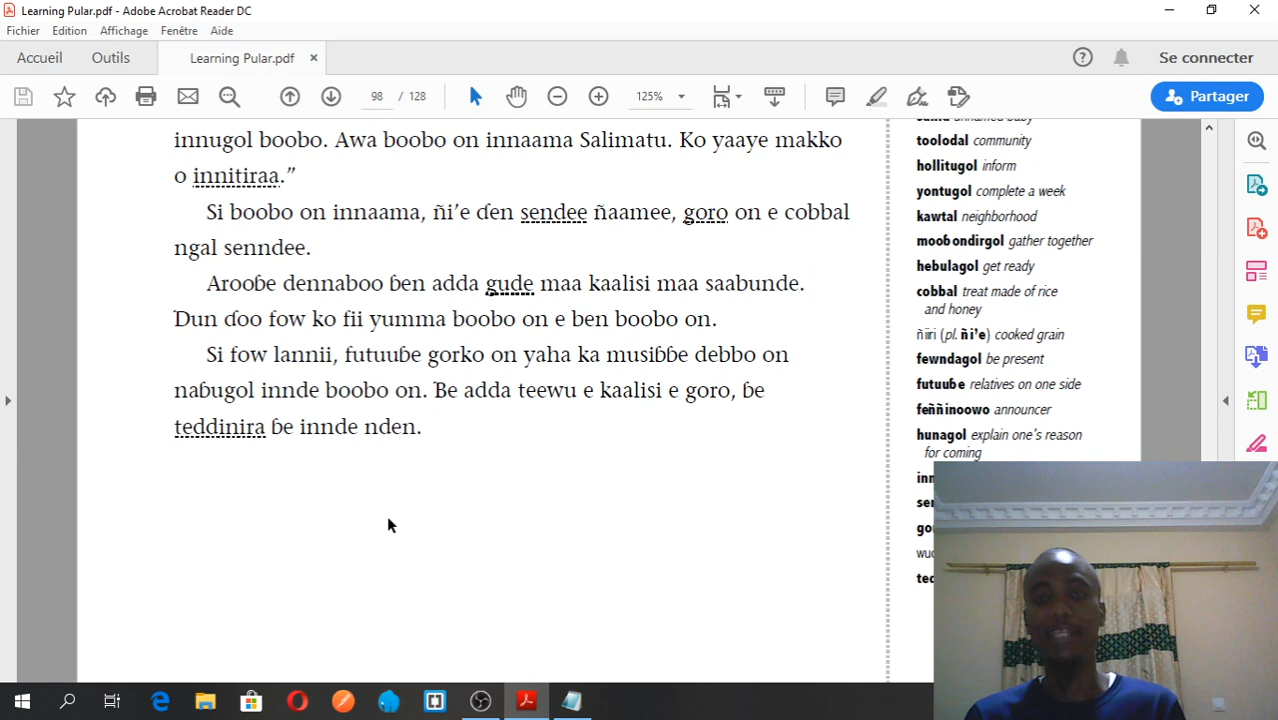 Learning Pular.pdf - Adobe Acrobat Reader DC
Fichier Edition Affichage Fenêtre Aide
Accueil Outils Learning Pular.pdf × Se connecter
98 / 128 125% Partager
innugol boobo. Awa boobo on innaama Salimatu. Ko yaaye makko
o innitiraa.”
Si boobo on innaama, ñi’e ɗen sendee ñaamee, goro on e cobbal
ngal senndee.
Arooɓe dennaboo ɓen adda gude maa kaalisi maa saabunde.
Ɗun ɗoo fow ko fii yumma boobo on e ben boobo on.
Si fow lannii, futuuɓe gorko on yaha ka musiɓɓe debbo on
naɓugol innde boobo on. Ɓe adda teewu e kaalisi e goro, ɓe
teddinira ɓe innde nden.
unnamed baby
toolodal community
hollitugol inform
yontugol complete a week
kawtal neighborhood
mooɓondirgol gather together
hebulagol get ready
cobbal treat made of rice
and honey
ñiiri (pl. ñi’e) cooked grain
fewndagol be present
futuuɓe relatives on one side
feññinoowo announcer
hunagol explain one’s reason
for coming